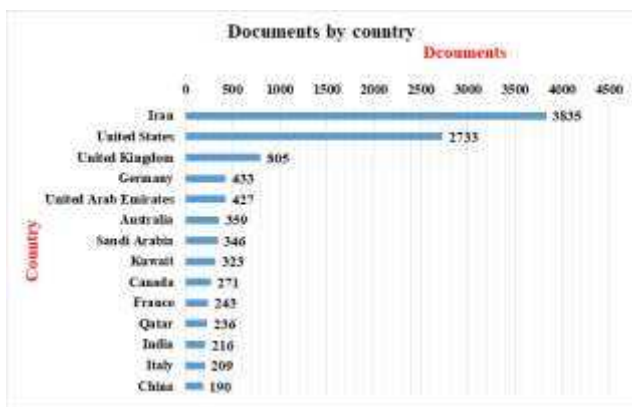 Documents by country
Dcouments
0 500 1000 1500 2000 2500 3000 3500 4000 4500
Iran 3835
United States 2733
United Kingdom 805
Germany 433
United Arab Emirates 427
Australia 359
Saudi Arabia 346
Kuwait 323
Canada 271
France 243
Qatar 236
India 216
Italy 209
China 190
Country